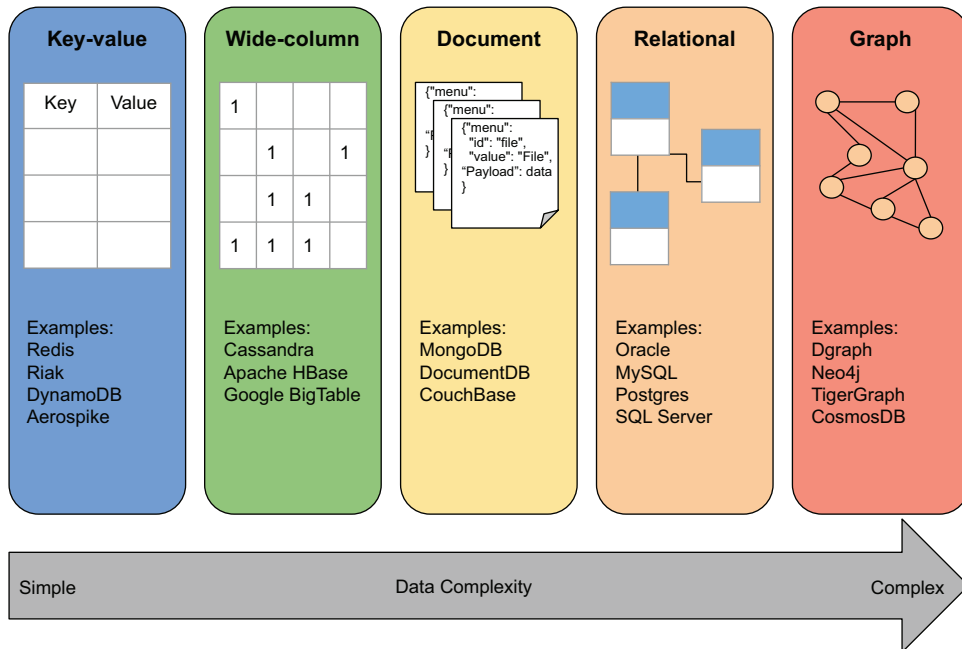 Key-value
Key Value
Examples:
Redis
Riak
DynamoDB
Aerospike
Wide-column
1
1 1
1 1
1 1 1
Examples:
Cassandra
Apache HBase
Google BigTable
Document
{"menu":
“F
}
{"menu":
“F
}
{"menu":
"id": "file",
"value": "File",
“Payload”: data
}
Examples:
MongoDB
DocumentDB
CouchBase
Relational
Examples:
Oracle
MySQL
Postgres
SQL Server
Graph
Examples:
Dgraph
Neo4j
TigerGraph
CosmosDB
Simple Data Complexity Complex